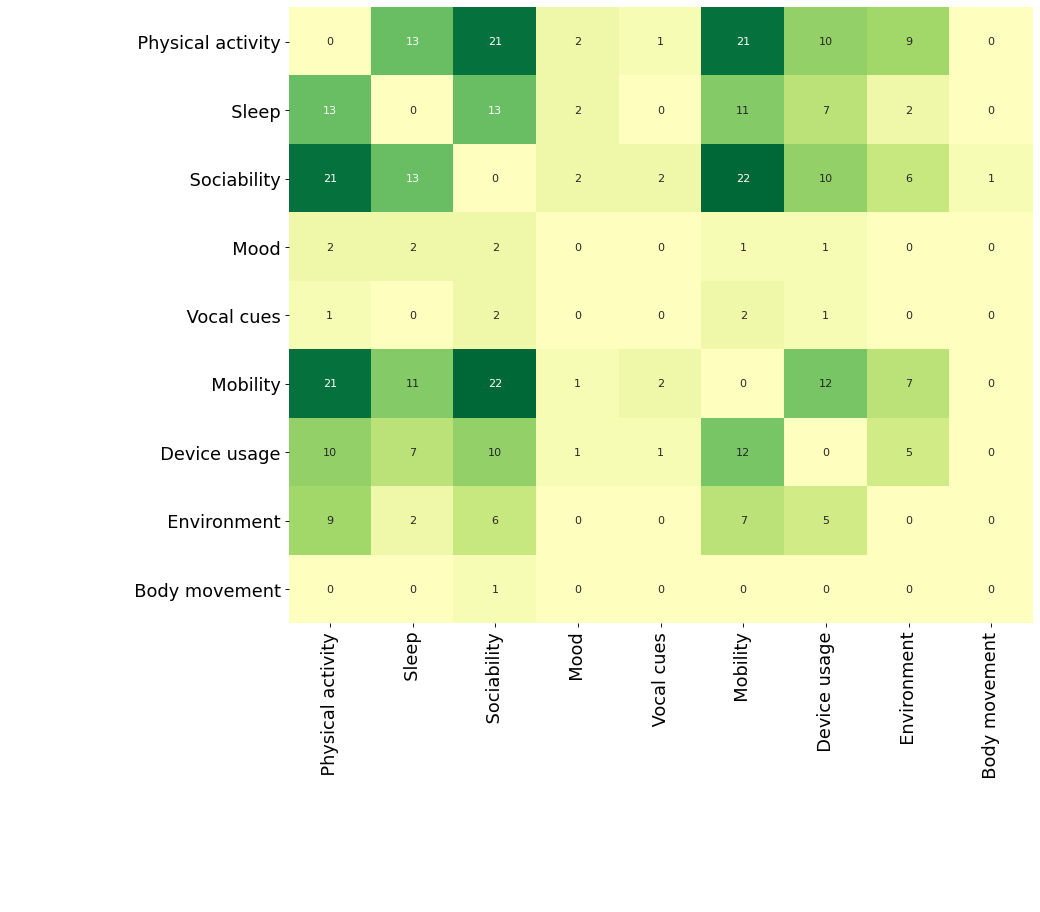 Physical activity 0 13 21 2 1 21 10 9 0
Sleep 13 0 13 2 0 11 7 2 0
Sociability 21 13 0 2 2 22 10 6 1
Mood 2 2 2 0 0 1 1 0 0
Vocal cues 1 0 2 0 0 2 1 0 0
Mobility 21 11 22 1 2 0 12 7 0
Device usage 10 7 10 1 1 12 0 5 0
Environment 9 2 6 0 0 7 5 0 0
Body movement 0 0 1 0 0 0 0 0 0
Physical activity
Sleep
Sociability
Mood
Vocal cues
Mobility
Device usage
Environment
Body movement